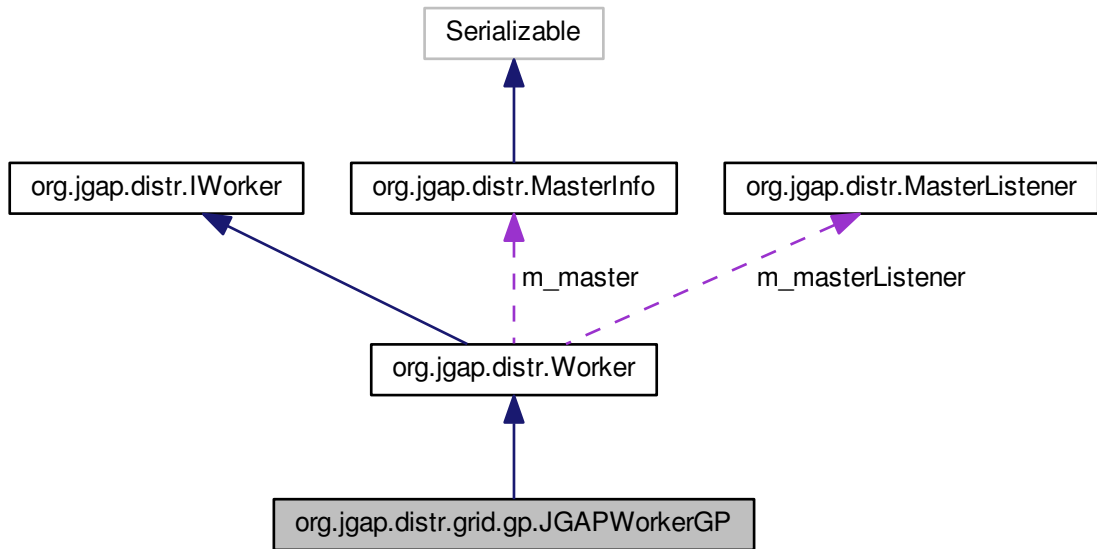 Serializable
org.jgap.distr.IWorker
org.jgap.distr.MasterInfo
org.jgap.distr.MasterListener
m_master
m_masterListener
org.jgap.distr.Worker
org.jgap.distr.grid.gp.JGAPWorkerGP